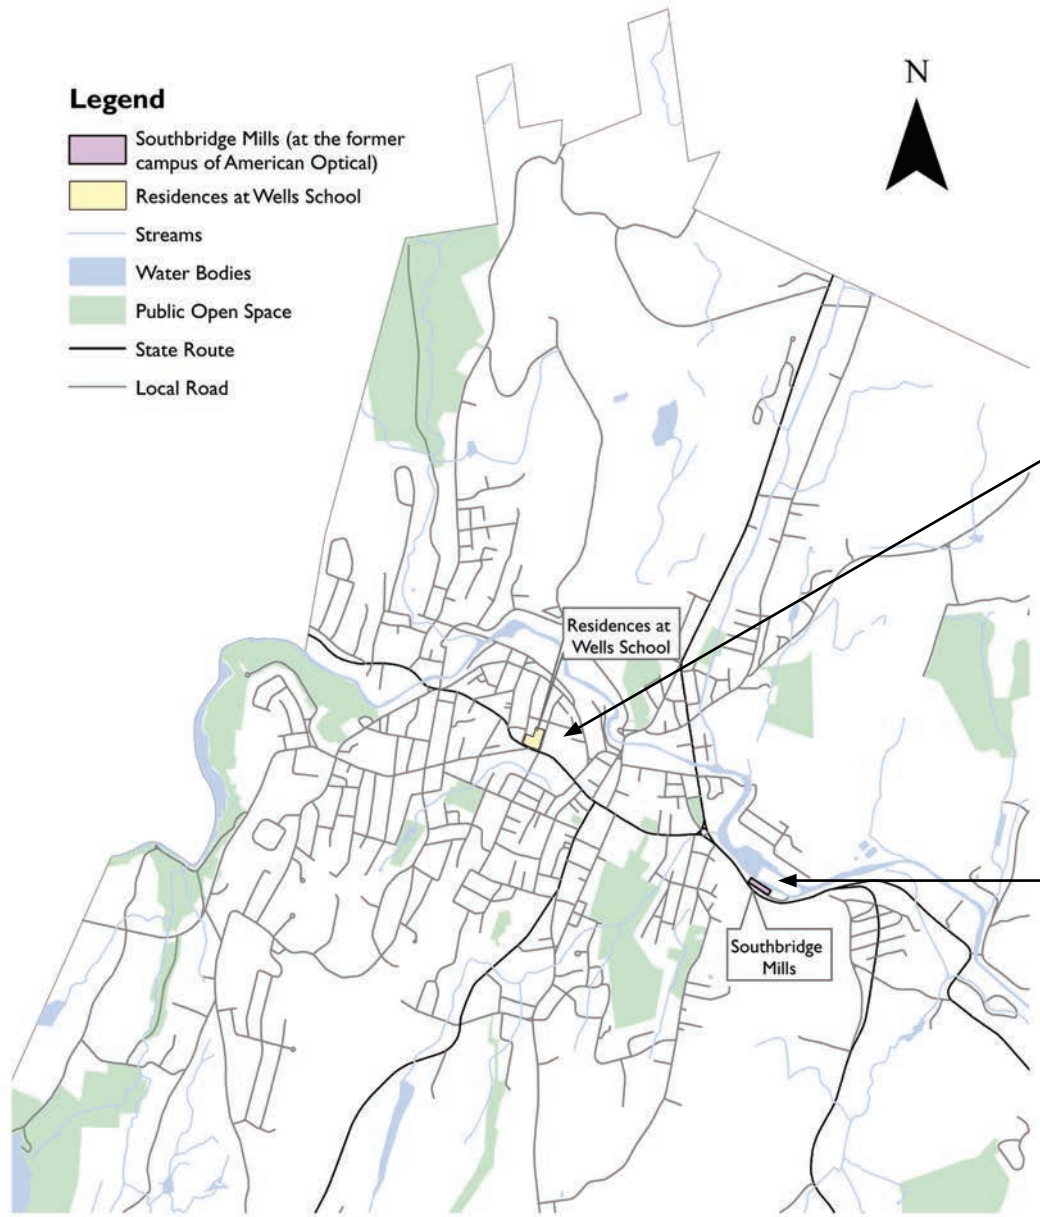 N
Legend
Southbridge Mills (at the former
campus of American Optical)
Residences at Wells School
Streams
Water Bodies
Public Open Space
State Route
Local Road
Residences at
Wells School
Southbridge
Mills